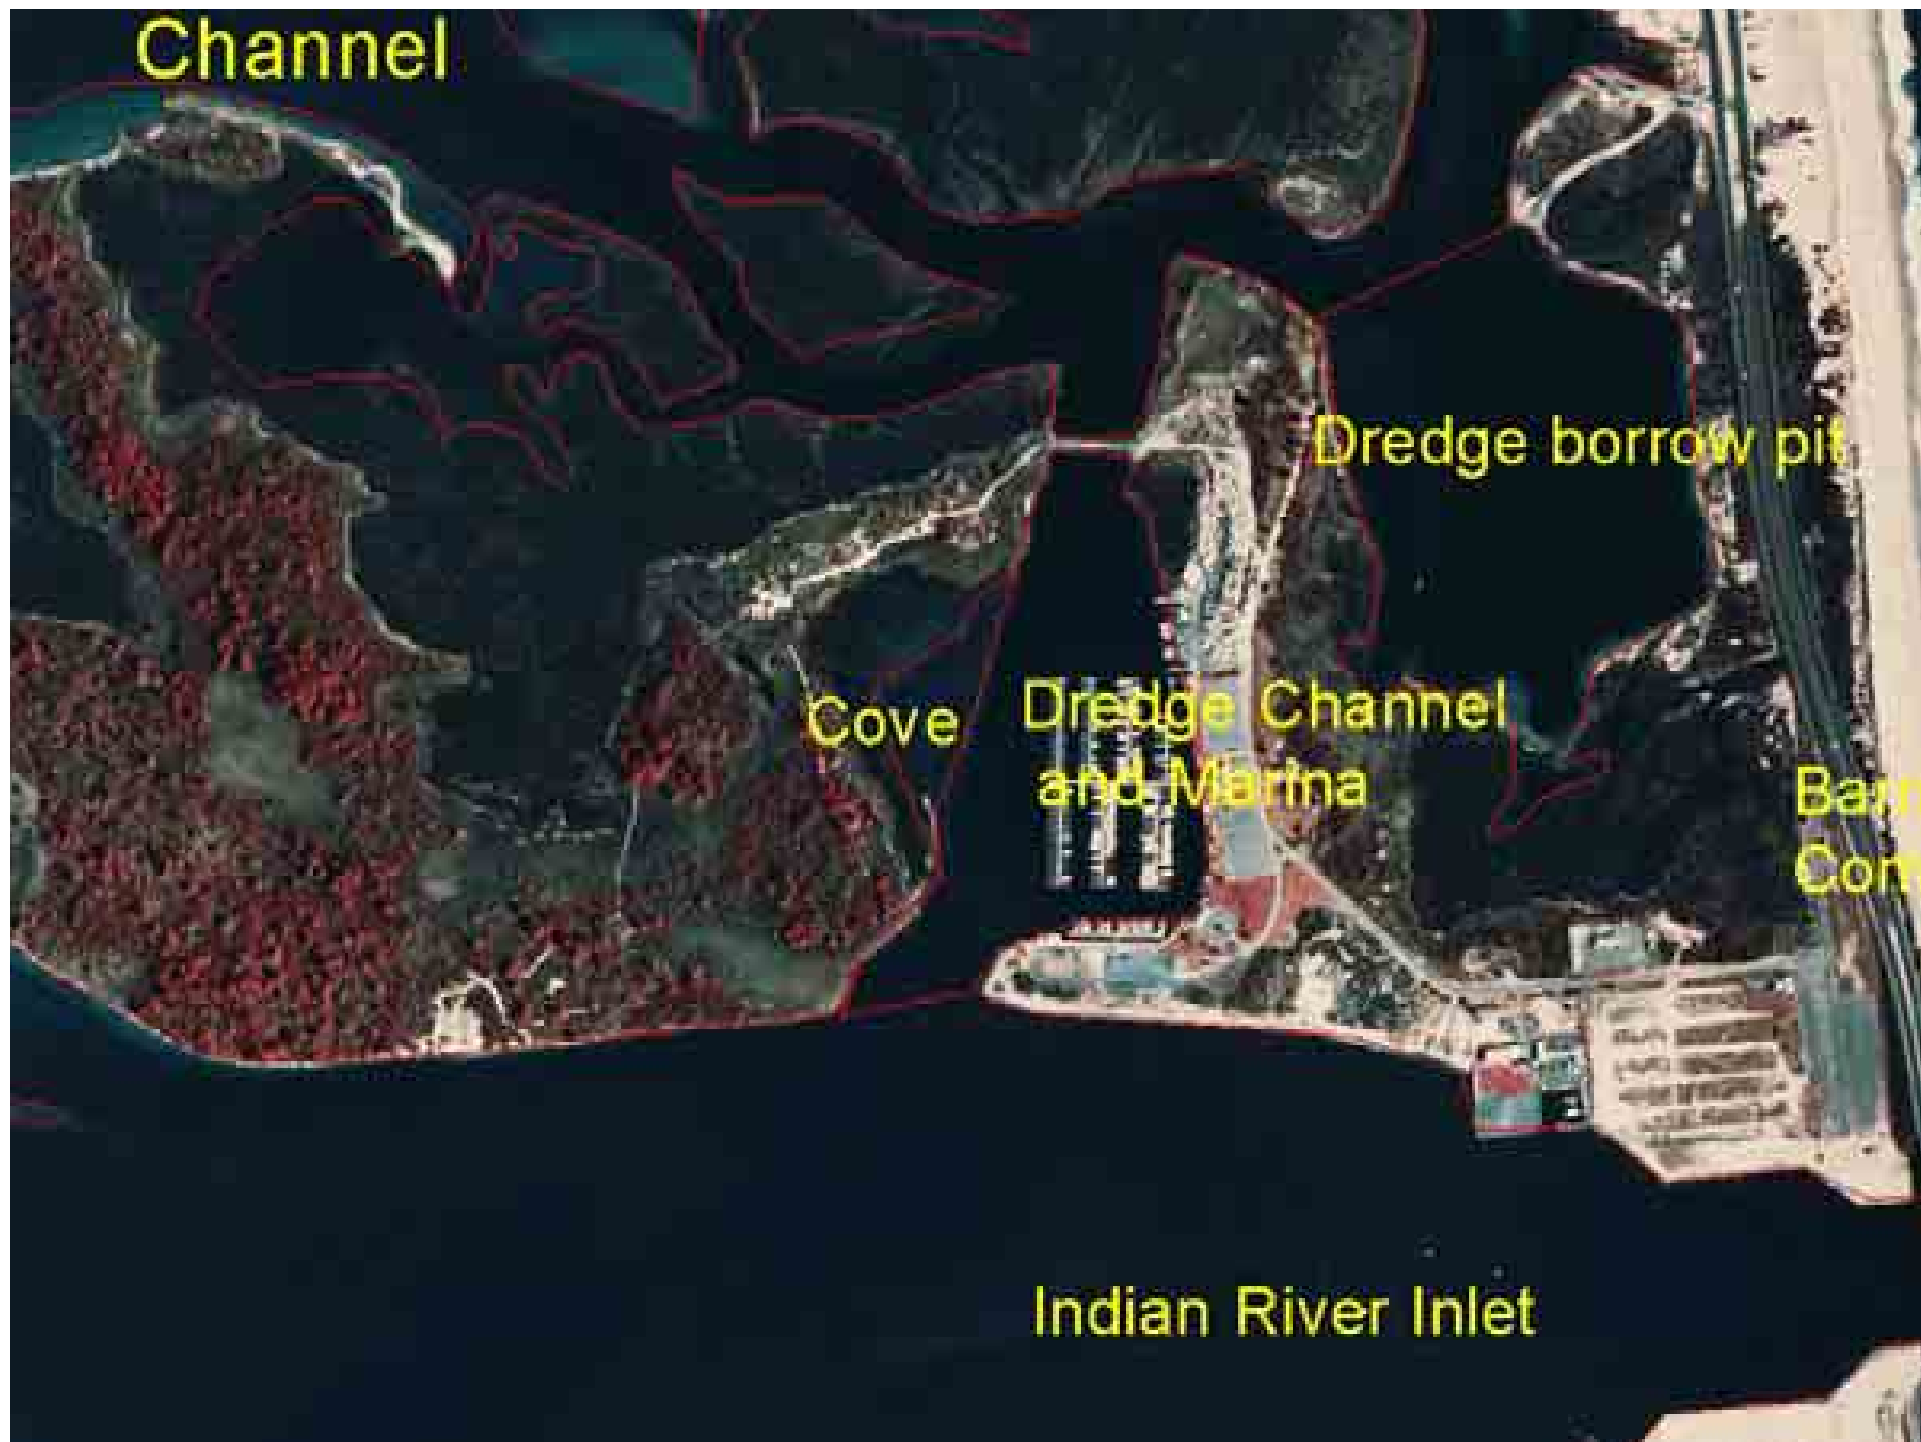 Channel
Dredge borrow pit
Cove
Dredge Channel
and Marina
Indian River Inlet